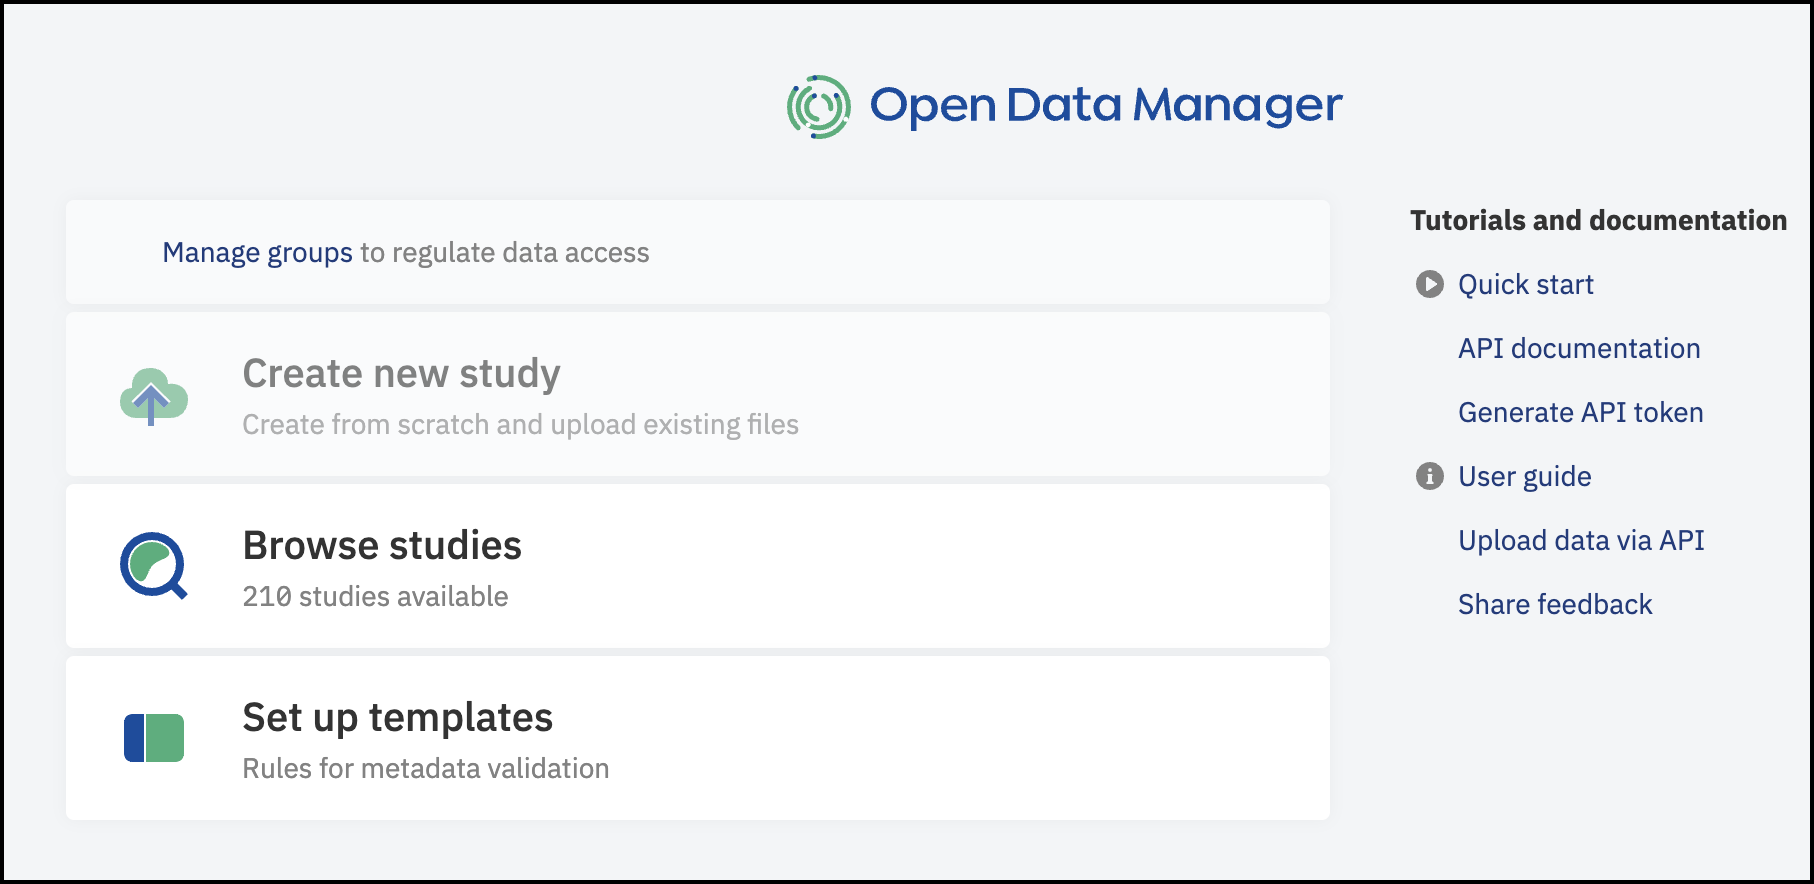 Open Data Manager
Manage groups to regulate data access
Create new study
Create from scratch and upload existing files
Browse studies
210 studies available
Set up templates
Rules for metadata validation
Tutorials and documentation
Quick start
API documentation
Generate API token
User guide
Upload data via API
Share feedback